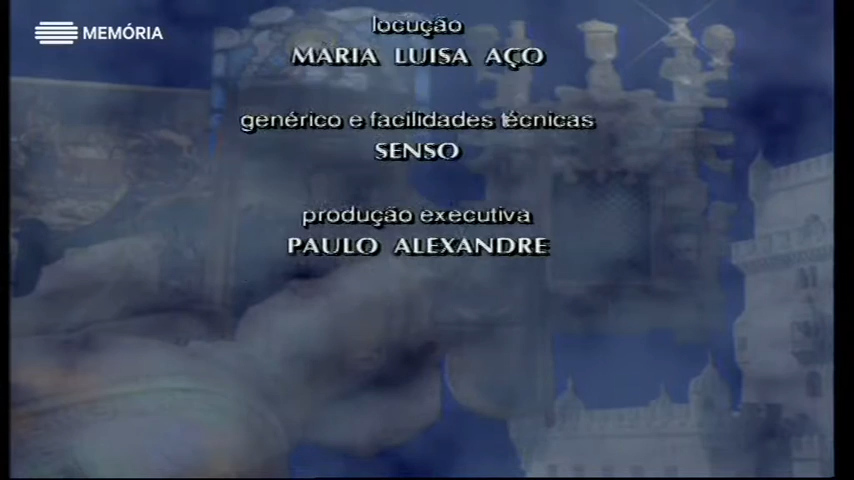 MEMÓRIA
locução
MARIA LUISA AÇO
genérico e facilidades técnicas
SENSO
produção executiva
PAULO ALEXANDRE